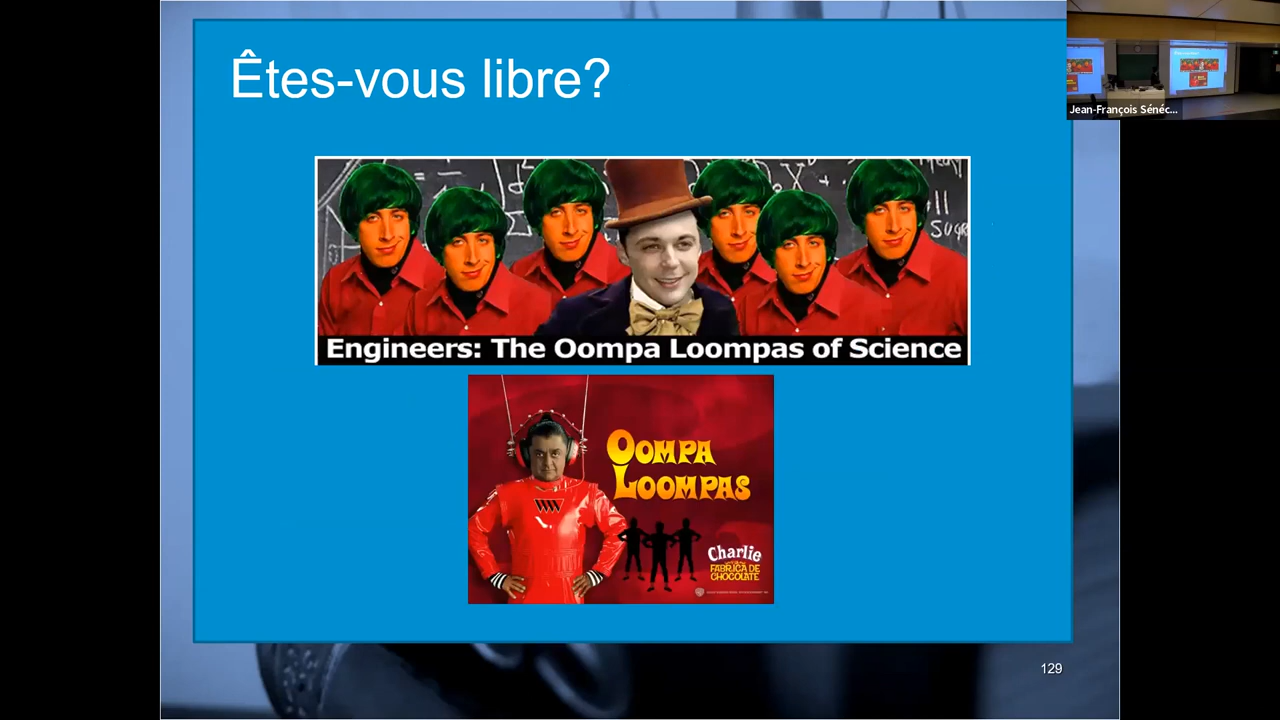 Êtes-vous libre?
Jean-François Sénéc...
Engineers: The Oompa Loompas of Science
OOMPA
LOOMPAS
Charlie
FÁBRICA DE
CHOCOLATE
129